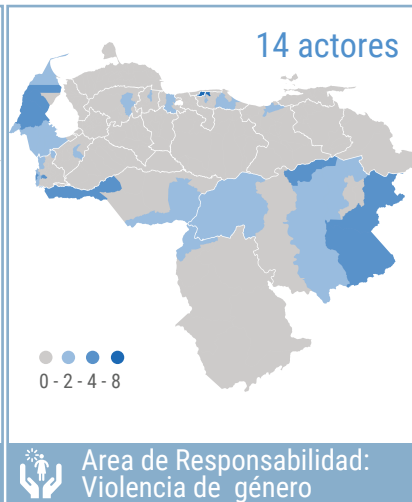 14 actores
0 - 2 - 4 - 8
Area de Responsabilidad:
Violencia de género